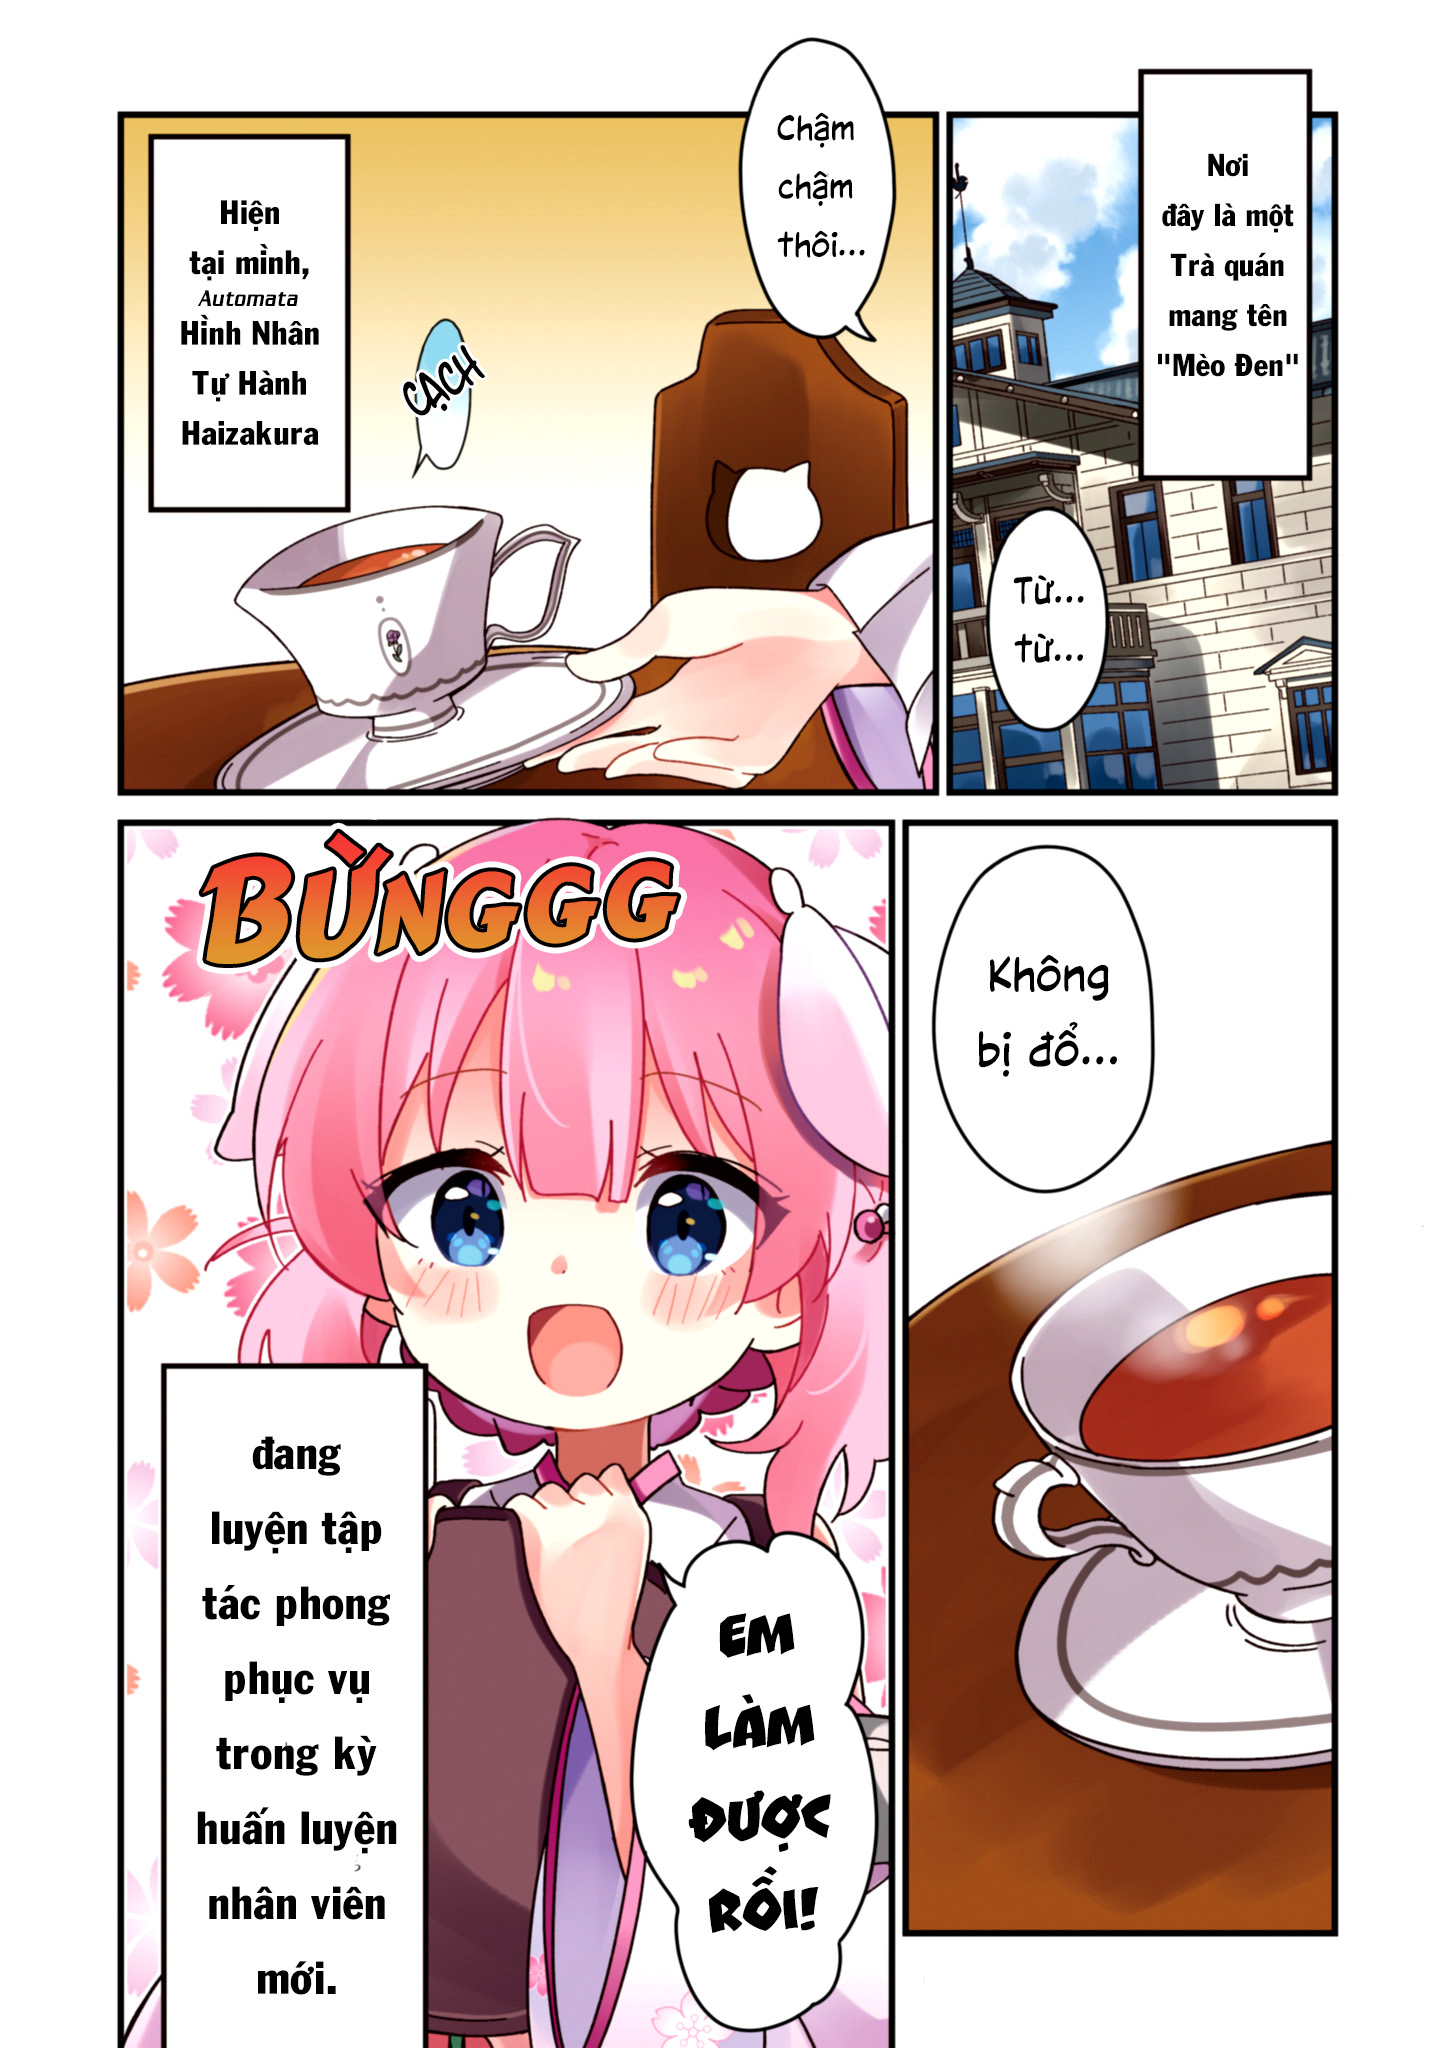 Nơi
đây là một
Trà quán
mang tên
"Mèo Đen"
Từ...
từ...
Chậm
chậm
thôi...
CẠCH
Hiện
tại mình,
Automata
Hình Nhân
Tự Hành
Haizakura
Không
bị đổ...
BỪNGGG
EM
LÀM
ĐƯỢC
RỒI!
đang
luyện tập
tác phong
phục vụ
trong kỳ
huấn luyện
nhân viên
mới.